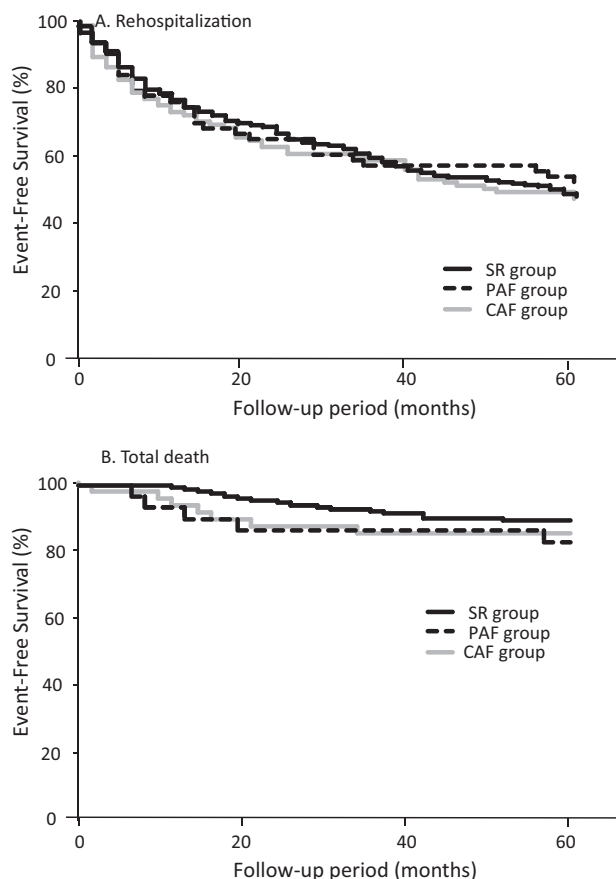 A. Rehospitalization
Event-Free Survival (%)
100
80
60
40
20
0
SR group
PAF group
CAF group
0 20 40 60
Follow-up period (months)
B. Total death
Event-Free Survival (%)
100
80
60
40
20
0
SR group
PAF group
CAF group
0 20 40 60
Follow-up period (months)